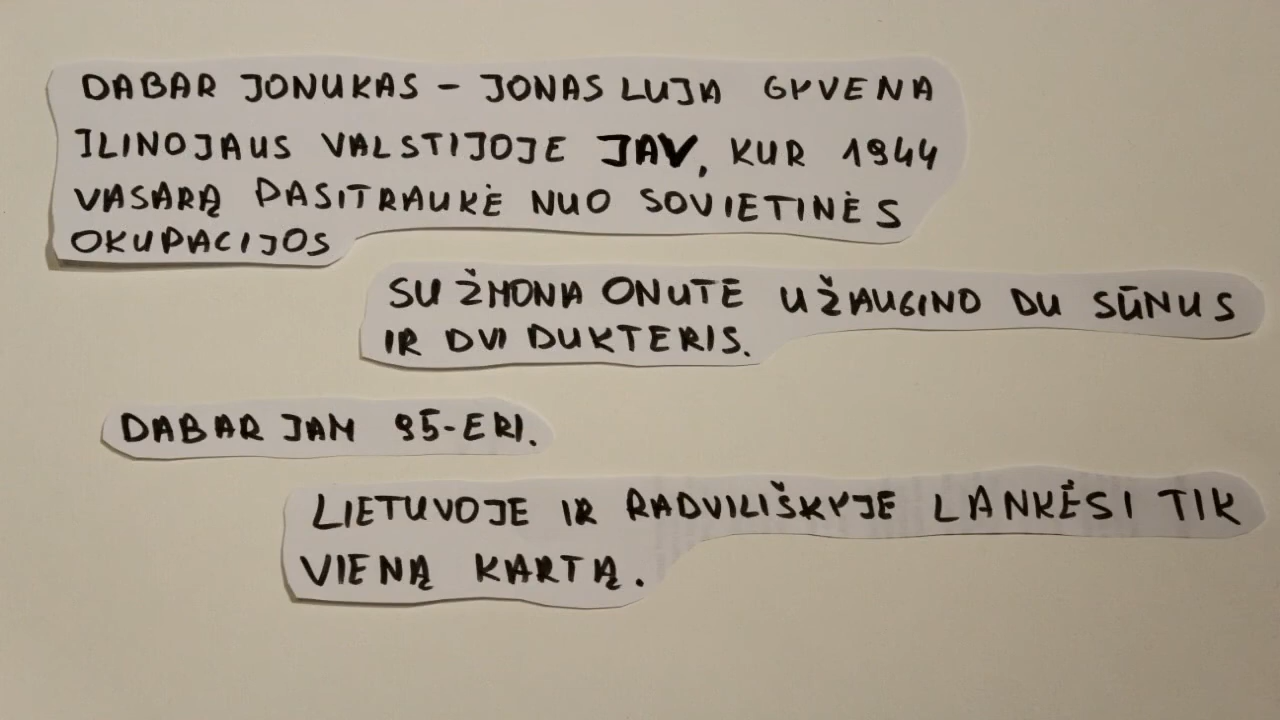 DABAR JONUKAS – JONAS LUJA GYVENA
ILINOJAUS VALSTIJOJE JAV, KUR 1944
VASARĄ PASITRAUKĖ NUO SOVIETINĖS
OKUPACIJOS
SU ŽMONA ONUTE UŽAUGINO DU SŪNUS
IR DVI DUKTERIS.
DABAR JAM 95-ERI.
LIETUVOJE IR RADVILIŠKYJE LANKĖSI TIK
VIENĄ KARTĄ.